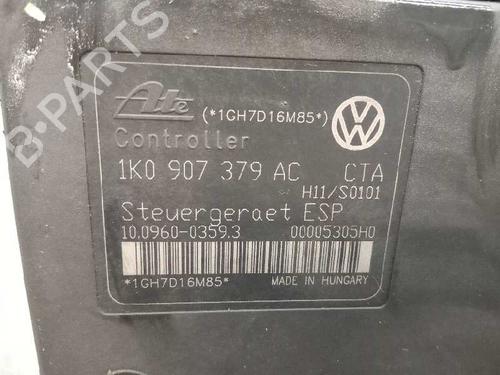 B-PARTS
Ate (*1GH7D16M85*)
Controller
1K0 907 379 AC CTA
H11/S0101
Steuergeraet ESP
10.0960-0359.3 00005305H0
*1GH7D16M85* MADE IN HUNGARY